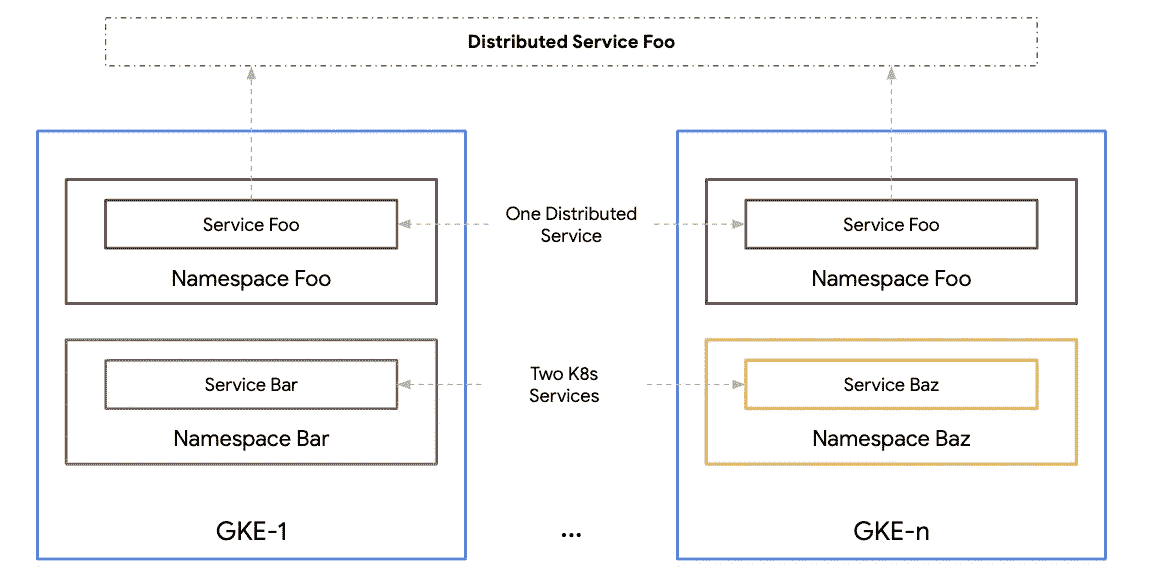 Distributed Service Foo
Service Foo
Namespace Foo
One Distributed
Service
Service Foo
Namespace Foo
Service Bar
Namespace Bar
Two K8s
Services
Service Baz
Namespace Baz
GKE-1
...
GKE-n